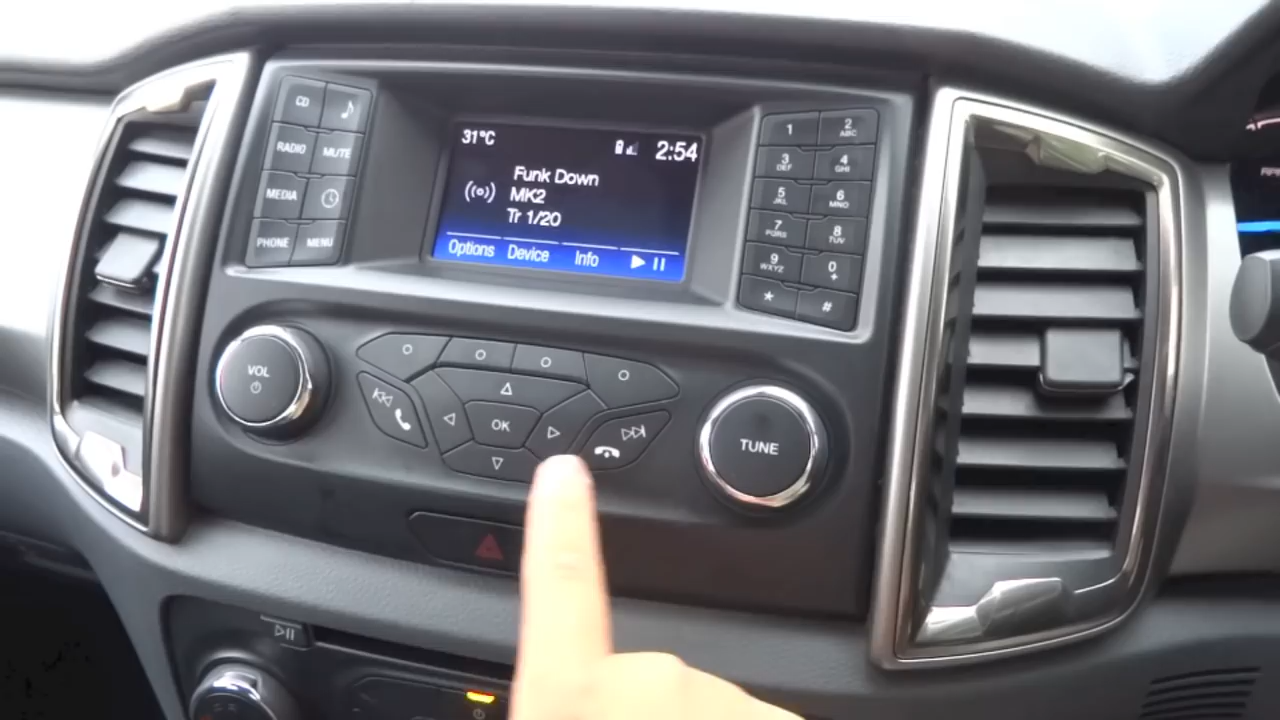 CD
RADIO
MUTE
MEDIA
PHONE
MENU
31°C
2:54
Funk Down
MK2
Tr 1/20
Options Device Info
1
2 ABC
3 DEF
4 GHI
5 JKL
6 MNO
7 PQRS
8 TUV
9 WXYZ
0 +
* #
VOL
OK
TUNE